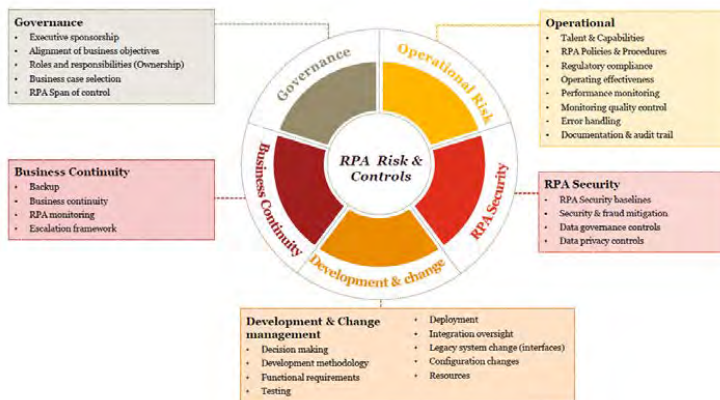 Governance
• Executive sponsorship
• Alignment of business objectives
• Roles and responsibilities (Ownership)
• Business case selection
• RPA Span of control
Operational
• Talent & Capabilities
• RPA Policies & Procedures
• Regulatory compliance
• Operating effectiveness
• Performance monitoring
• Monitoring quality control
• Error handling
• Documentation & audit trail
Governance
Operational Risk
RPA Risk &
Controls
Business Continuity
RPA Security
Development & change
Business Continuity
• Backup
• Business continuity
• RPA monitoring
• Escalation framework
RPA Security
• RPA Security baselines
• Security & fraud mitigation
• Data governance controls
• Data privacy controls
Development & Change
management
• Decision making
• Development methodology
• Functional requirements
• Testing
• Deployment
• Integration oversight
• Legacy system change (interfaces)
• Configuration changes
• Resources